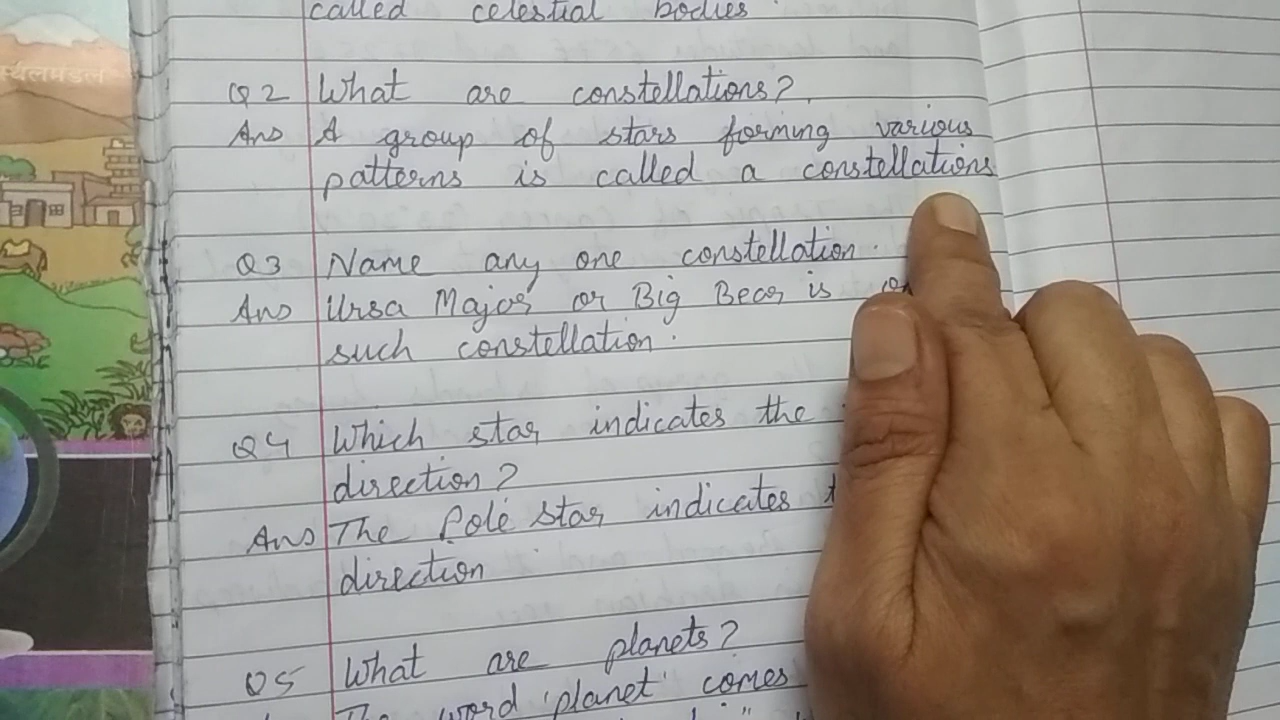 called celestial bodies.
स्थलमंडल
Q2 What are constellations?
Ans A group of stars forming various
patterns is called a constellations
Q3 Name any one constellation.
Ans Ursa Major or Big Bear is
such constellation.
Q4 Which star indicates the
direction?
Ans The Pole star indicates
direction
Q5 What are planets?
The word 'planet' comes